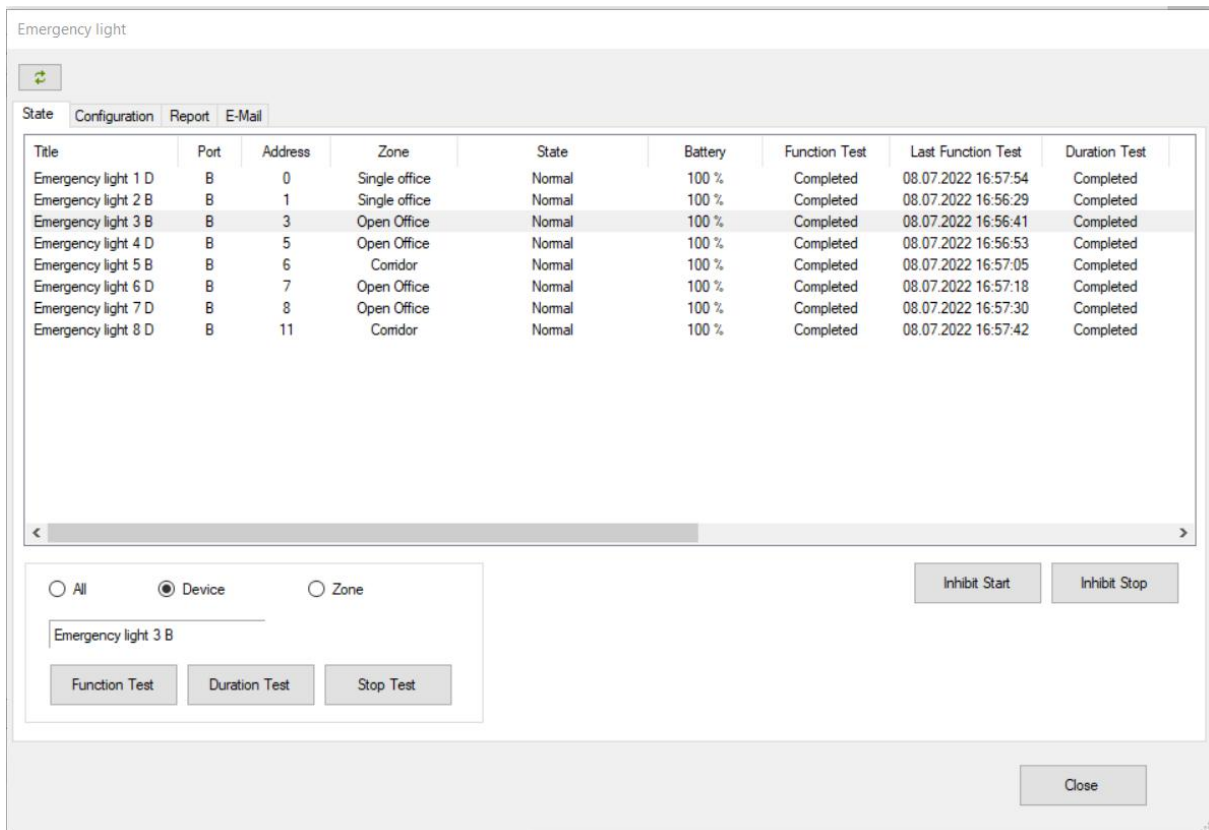 Emergency light
State Configuration Report E-Mail
Title Port Address Zone State Battery Function Test Last Function Test Duration Test
Emergency light 1 D B 0 Single office Normal 100 % Completed 08.07.2022 16:57:54 Completed
Emergency light 2 B B 1 Single office Normal 100 % Completed 08.07.2022 16:56:29 Completed
Emergency light 3 B B 3 Open Office Normal 100 % Completed 08.07.2022 16:56:41 Completed
Emergency light 4 D B 5 Open Office Normal 100 % Completed 08.07.2022 16:56:53 Completed
Emergency light 5 B B 6 Corridor Normal 100 % Completed 08.07.2022 16:57:05 Completed
Emergency light 6 D B 7 Open Office Normal 100 % Completed 08.07.2022 16:57:18 Completed
Emergency light 7 D B 8 Open Office Normal 100 % Completed 08.07.2022 16:57:30 Completed
Emergency light 8 D B 11 Corridor Normal 100 % Completed 08.07.2022 16:57:42 Completed
All Device Zone Inhibit Start Inhibit Stop
Emergency light 3 B
Function Test Duration Test Stop Test
Close